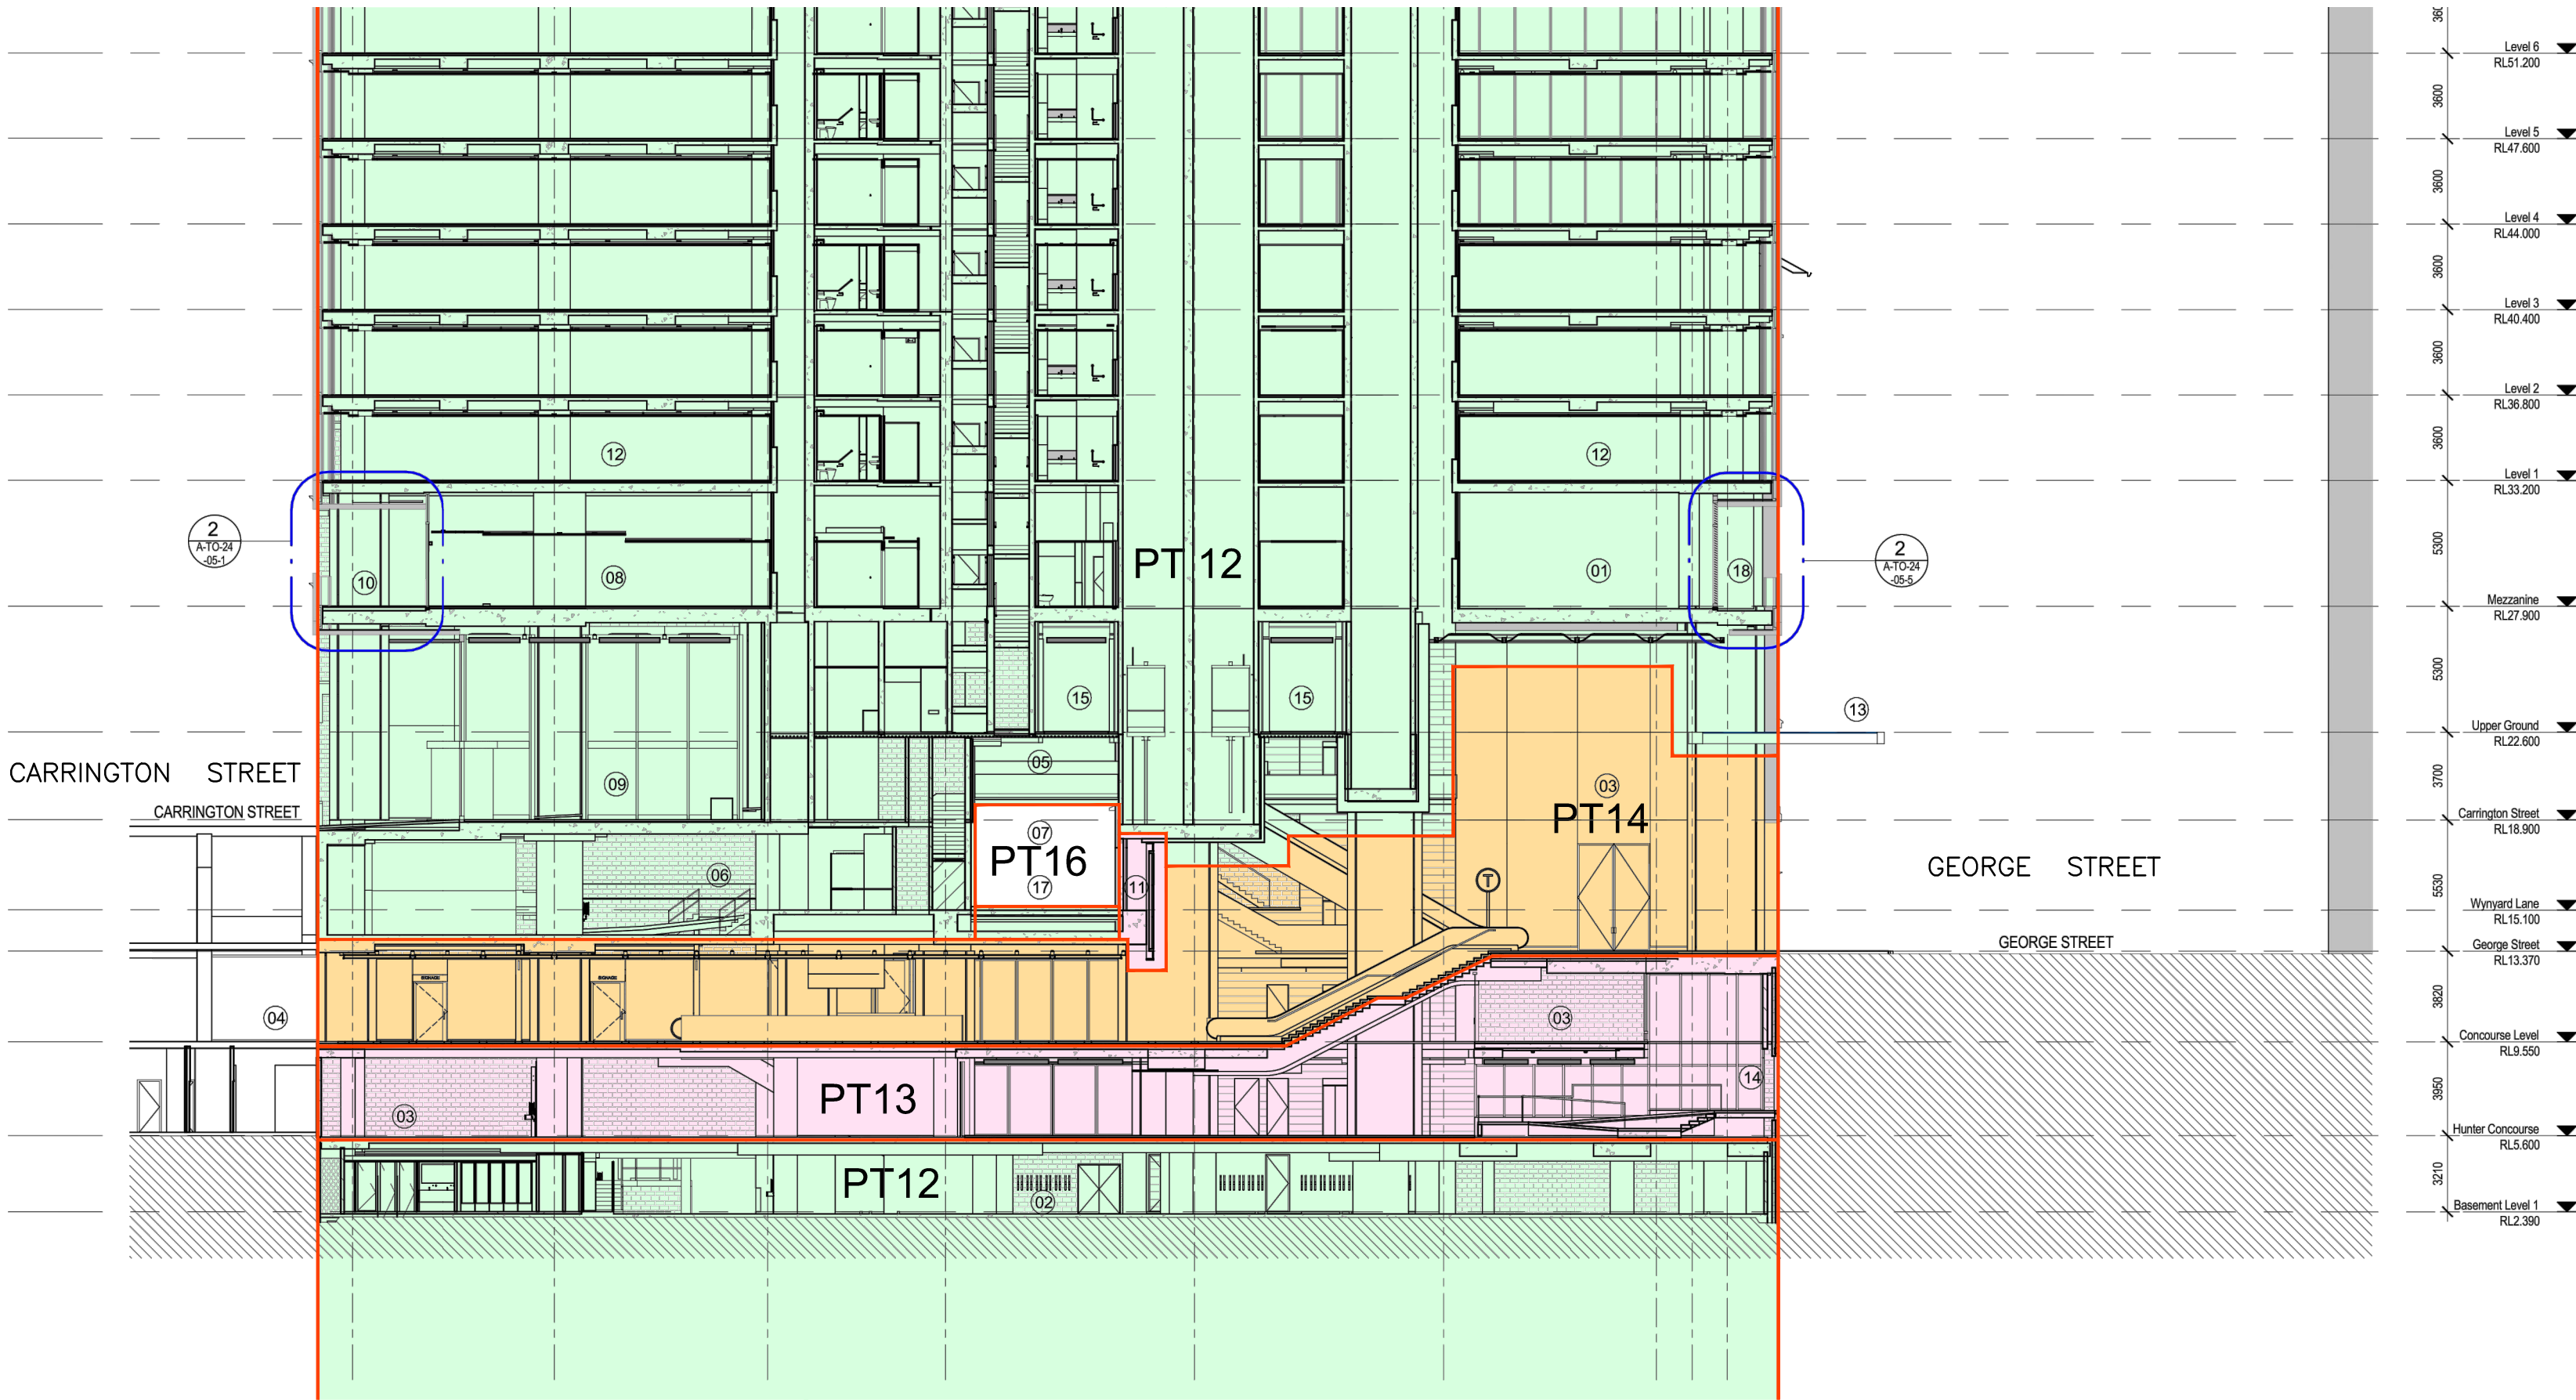 360
Level 6
RL51.200
3600
Level 5
RL47.600
3600
Level 4
RL44.000
3600
Level 3
RL40.400
3600
Level 2
RL36.800
3600
12
12
Level 1
RL33.200
2
A-TO-24
-05-1
10
08
PT 12
01
18
2
A-TO-24
-05-5
5300
Mezzanine
RL27.900
15
15
5300
13
Upper Ground
RL22.600
CARRINGTON STREET
09
05
03
3700
CARRINGTON STREET
07
PT14
Carrington Street
RL18.900
PT16
06
17
11
T
GEORGE STREET
5530
Wynyard Lane
RL15.100
GEORGE STREET
George Street
RL13.370
SIGNAGE
SIGNAGE
04
03
3820
Concourse Level
RL9.550
PT13
03
14
3950
Hunter Concourse
RL5.600
PT12
02
3210
Basement Level 1
RL2.390